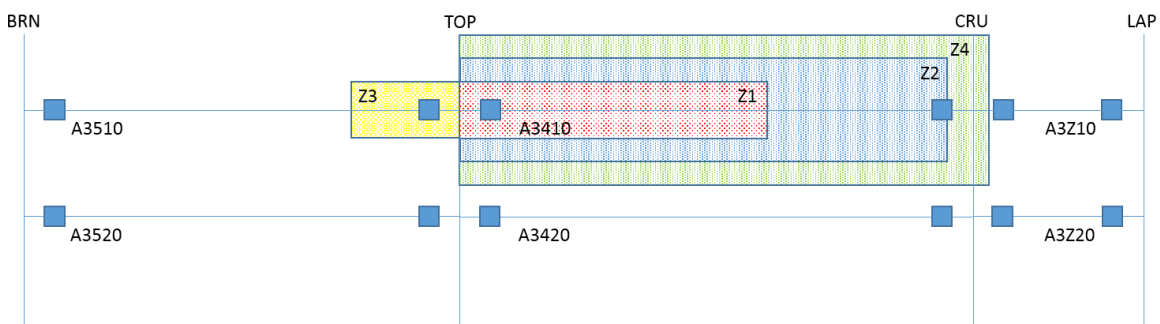 BRN TOP CRU LAP
Z4
Z2
Z3 Z1
A3510 A3410 A3Z10
A3520 A3420 A3Z20